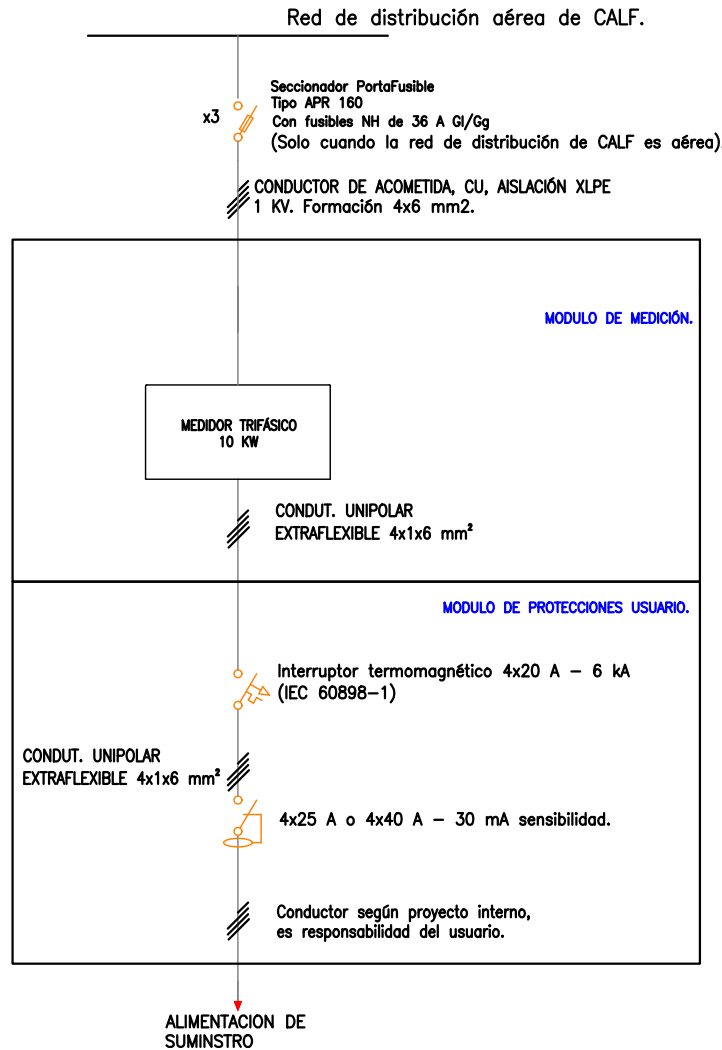 Red de distribución aérea de CALF.
Seccionador PortaFusible
Tipo APR 160
x3
Con fusibles NH de 36 A Gl/Gg
(Solo cuando la red de distribución de CALF es aérea).
CONDUCTOR DE ACOMETIDA, CU, AISLACIÓN XLPE
1 KV. Formación 4x6 mm2.
MODULO DE MEDICIÓN.
MEDIDOR TRIFÁSICO
10 KW
CONDUT. UNIPOLAR
EXTRAFLEXIBLE 4x1x6 mm²
MODULO DE PROTECCIONES USUARIO.
Interruptor termomagnético 4x20 A – 6 kA
(IEC 60898–1)
CONDUT. UNIPOLAR
EXTRAFLEXIBLE 4x1x6 mm²
4x25 A o 4x40 A – 30 mA sensibilidad.
Conductor según proyecto interno,
es responsabilidad del usuario.
ALIMENTACION DE
SUMINSTRO